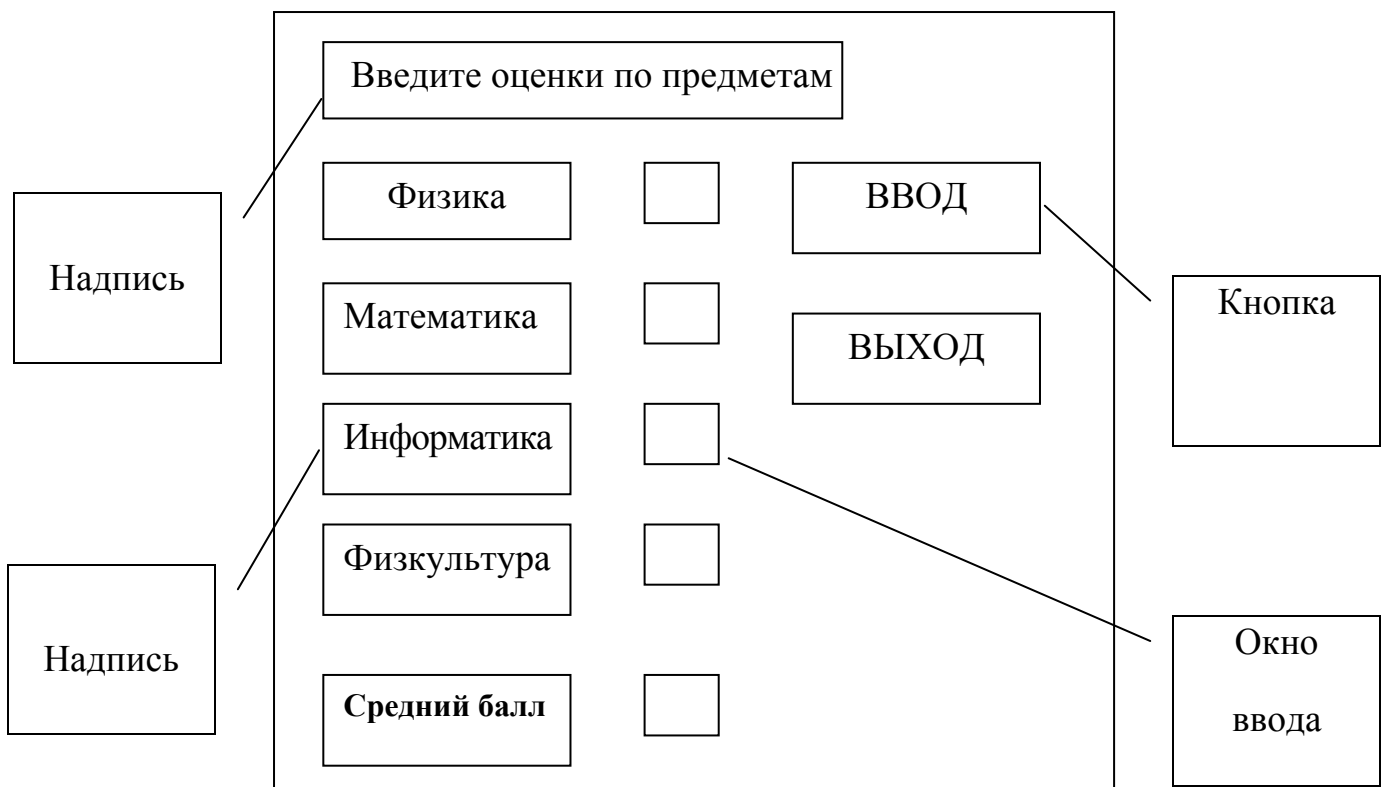 Введите оценки по предметам
Физика
ВВОД
Надпись
Математика
Кнопка
ВЫХОД
Информатика
Физкультура
Надпись
Окно
ввода
Средний балл